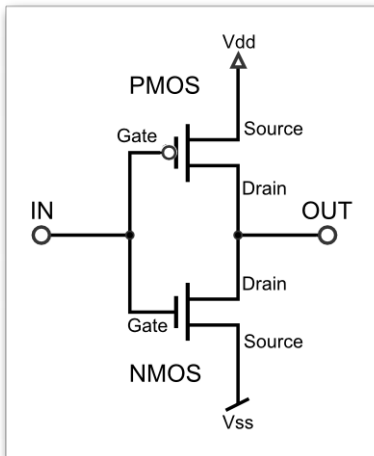 Vdd
PMOS
Source
Gate
Drain
IN
OUT
Drain
Gate
Source
NMOS
Vss